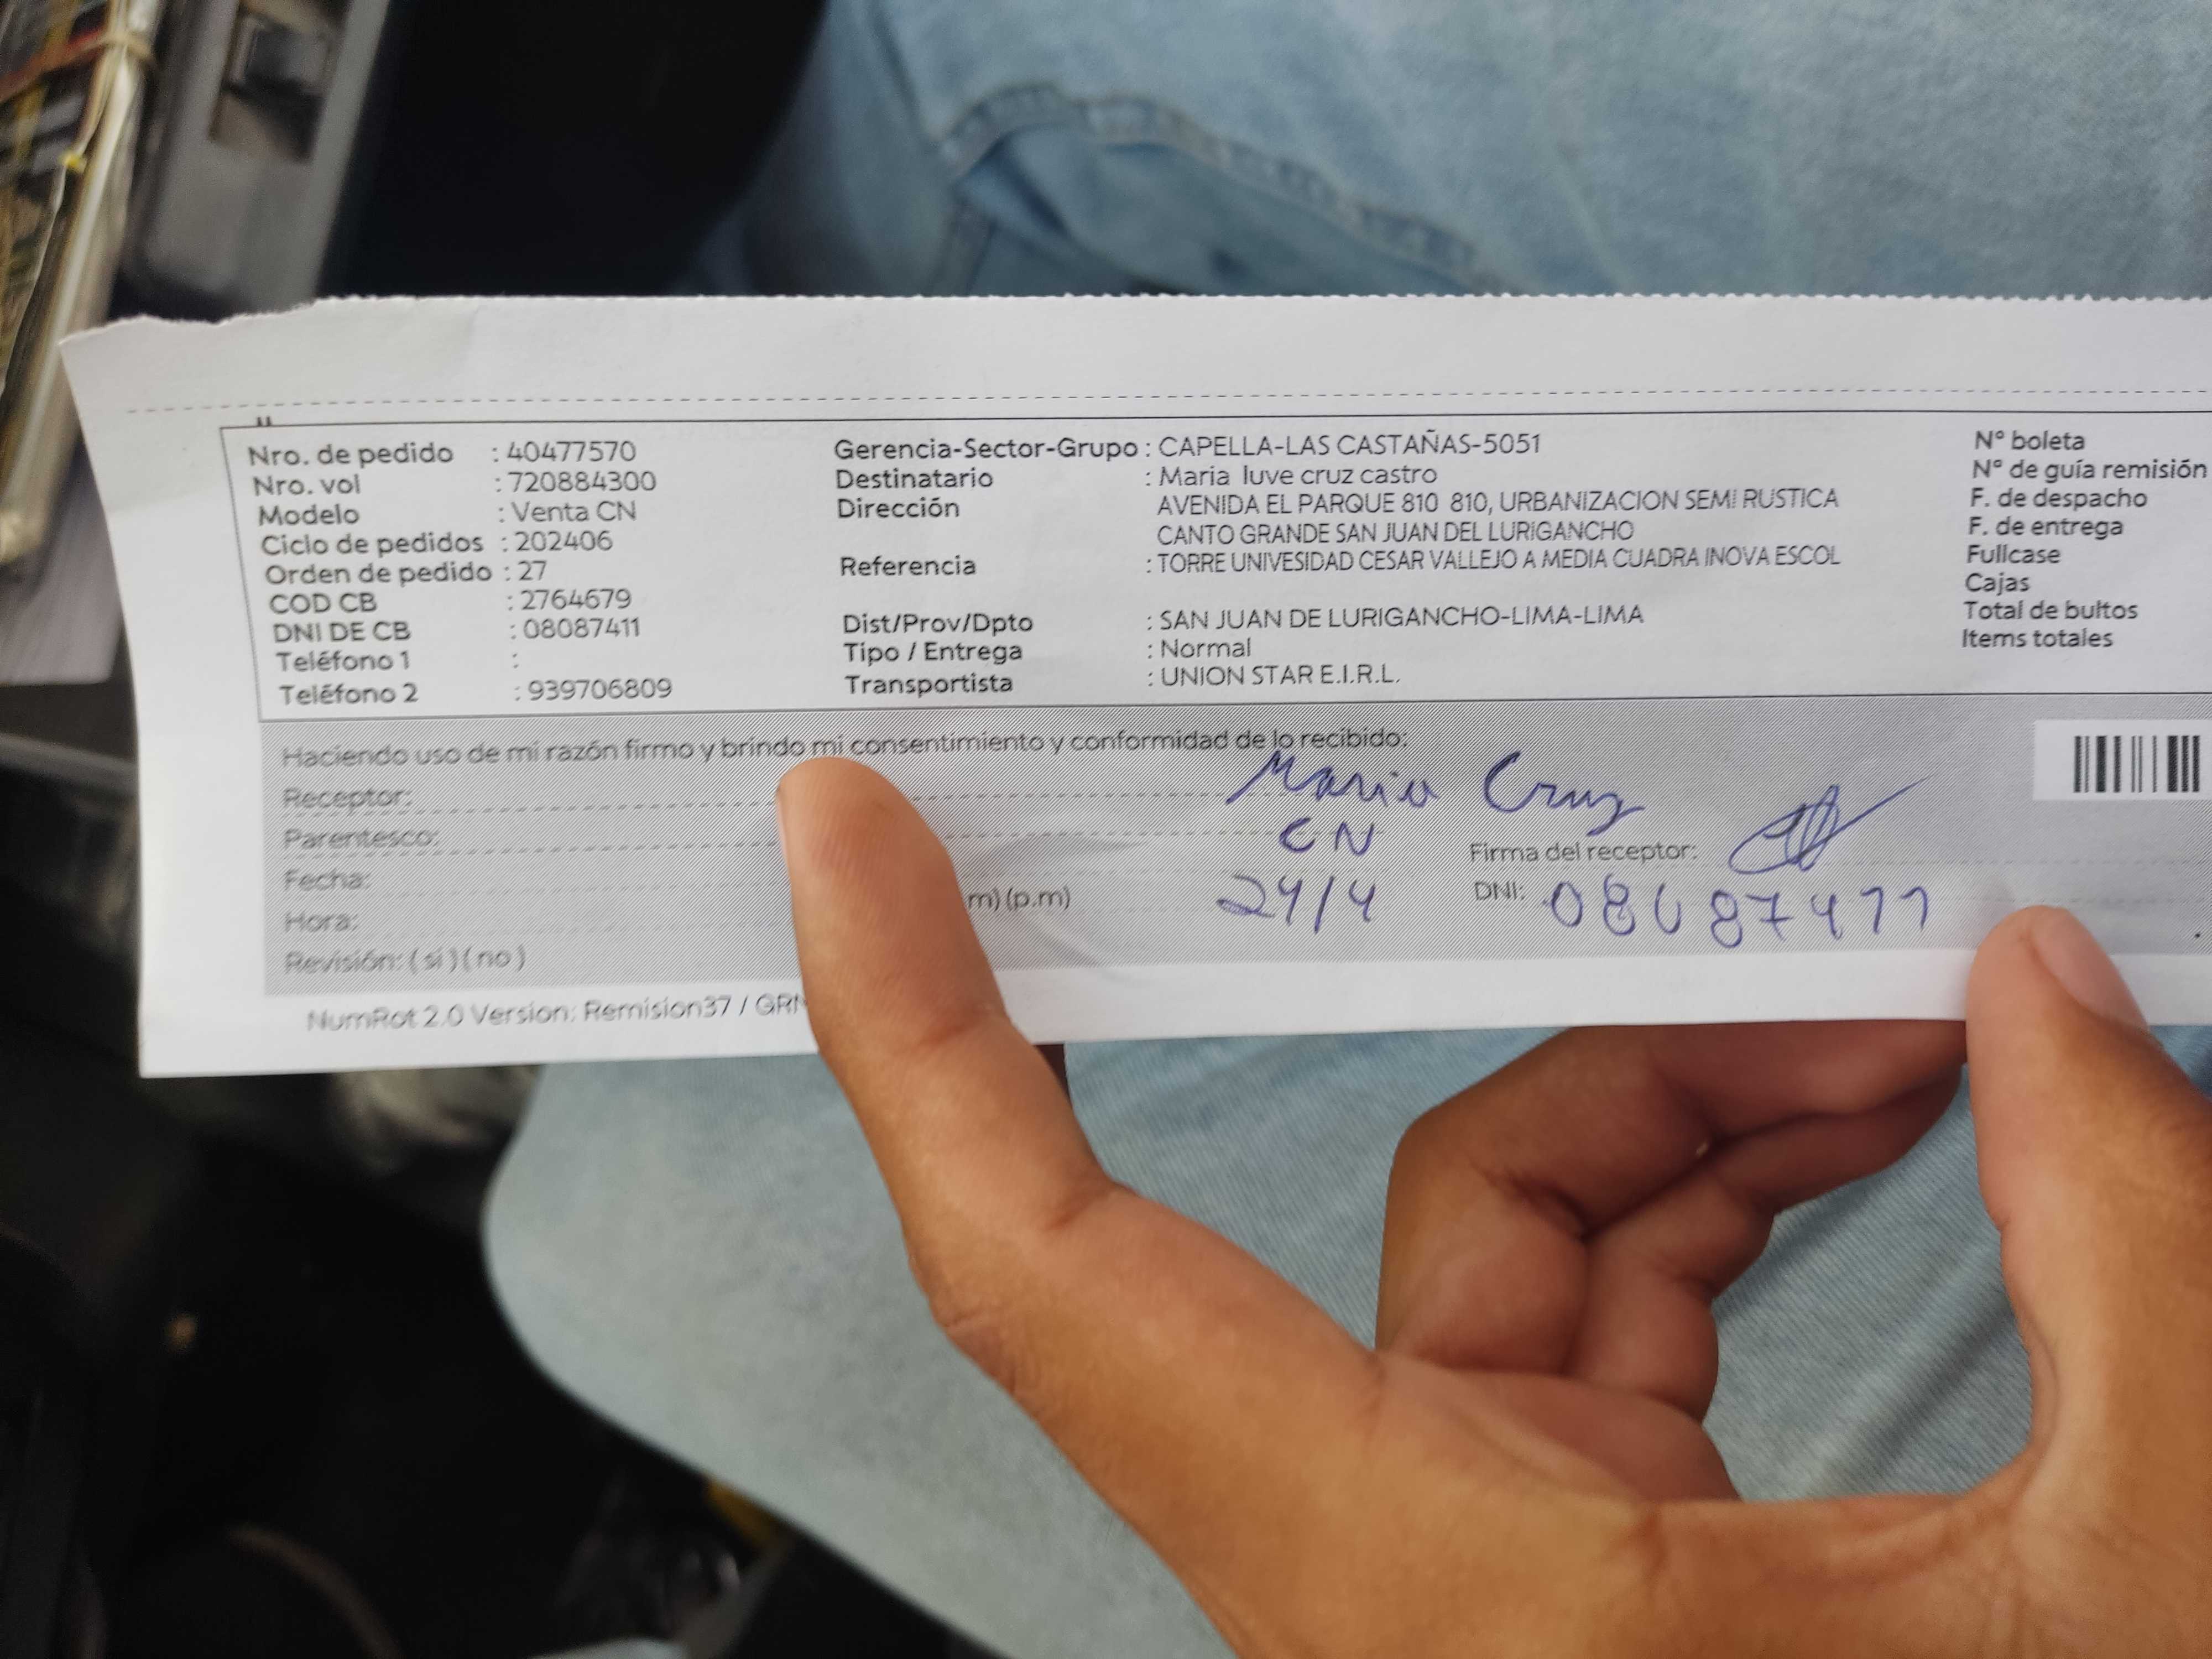 Nro. de pedido : 40477570
Nro. vol : 720884300
Modelo : Venta CN
Ciclo de pedidos : 202406
Orden de pedido : 27
COD CB : 2764679
DNI DE CB : 08087411
Teléfono 1 :
Teléfono 2 : 939706809
Gerencia-Sector-Grupo : CAPELLA-LAS CASTAÑAS-5051
Destinatario : Maria Iuve cruz castro
Dirección AVENIDA EL PARQUE 810 810, URBANIZACION SEMI RUSTICA
CANTO GRANDE SAN JUAN DEL LURIGANCHO
Referencia : TORRE UNIVESIDAD CESAR VALLEJO A MEDIA CUADRA INOVA ESCOL
Dist/Prov/Dpto : SAN JUAN DE LURIGANCHO-LIMA-LIMA
Tipo / Entrega : Normal
Transportista : UNION STAR E.I.R.L.
N° boleta
N° de guía remisión
F. de despacho
F. de entrega
Fullcase
Cajas
Total de bultos
Items totales
Haciendo uso de mi razón firmo y brindo mi consentimiento y conformidad de lo recibido:
Receptor: Maria Cruz
Parentesco: CN
Fecha: 24/4
Hora: m) (p.m)
Revisión: ( si ) ( no )
Firma del receptor:
DNI: 08087411
NumRot 2.0 Version: Remision37 / GRN